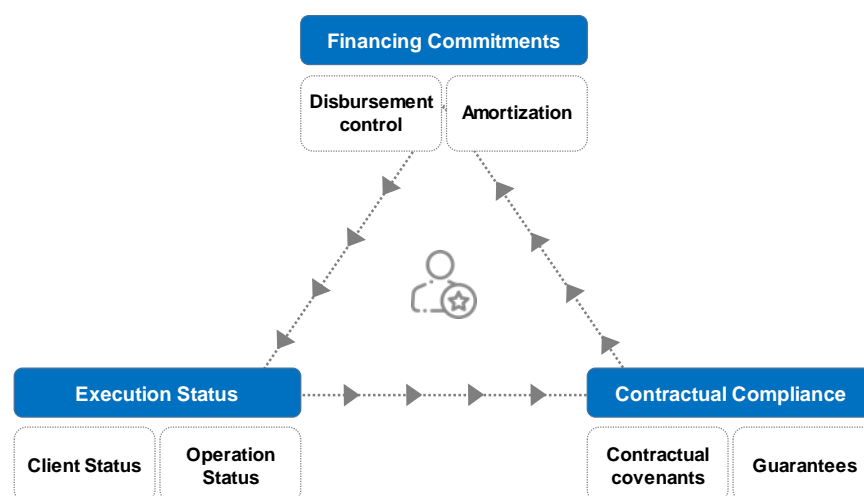 Financing Commitments
Disbursement
control
Amortization
Execution Status
Contractual Compliance
Client Status
Operation
Status
Contractual
covenants
Guarantees